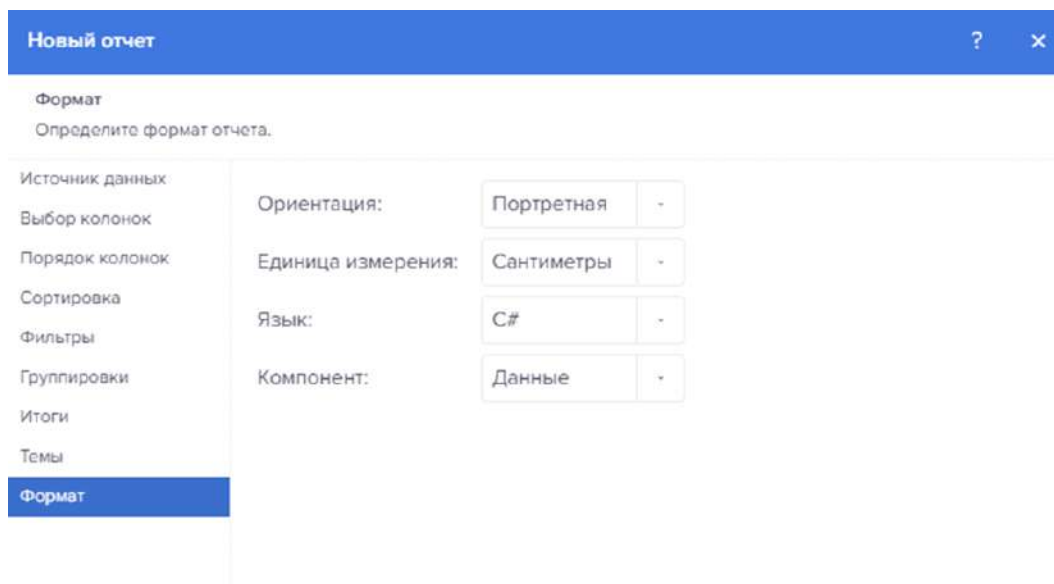 Новый отчет ? ×
Формат
Определите формат отчета.
Источник данных
Выбор колонок
Порядок колонок
Сортировка
Фильтры
Группировки
Итоги
Темы
Формат
Ориентация: Портретная
Единица измерения: Сантиметры
Язык: C#
Компонент: Данные